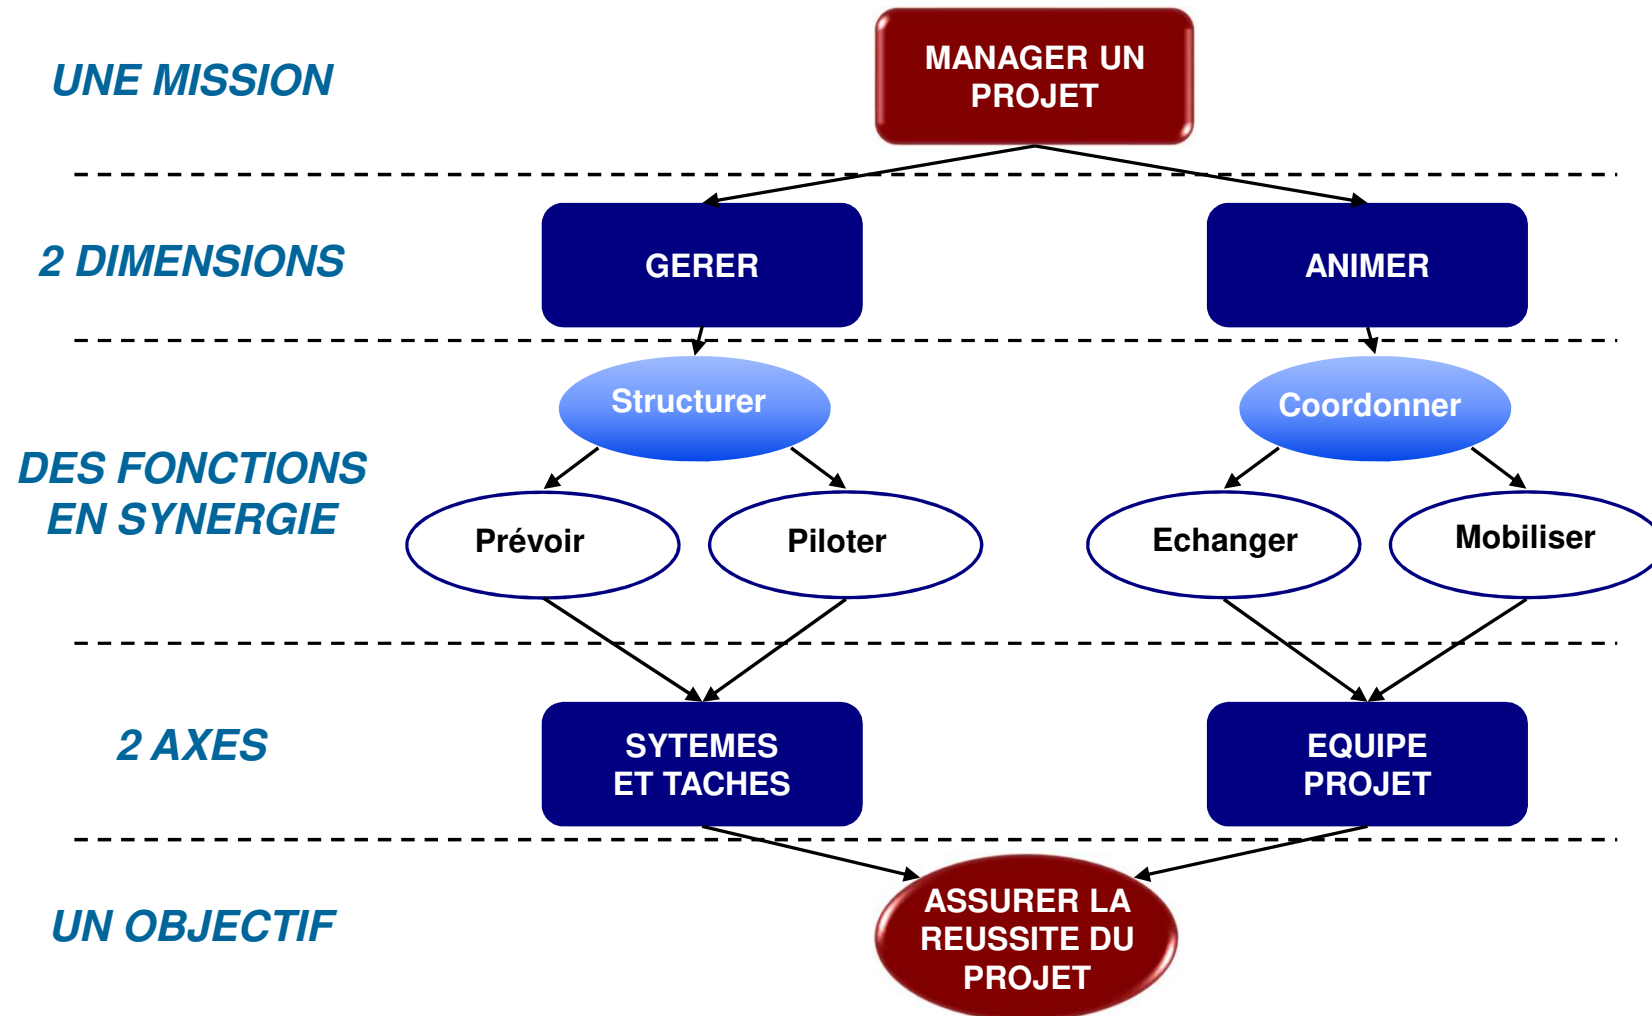 UNE MISSION
MANAGER UN
PROJET
2 DIMENSIONS
GERER
ANIMER
DES FONCTIONS
EN SYNERGIE
Structurer
Coordonner
Prévoir
Piloter
Echanger
Mobiliser
2 AXES
SYTEMES
ET TACHES
EQUIPE
PROJET
UN OBJECTIF
ASSURER LA
REUSSITE DU
PROJET